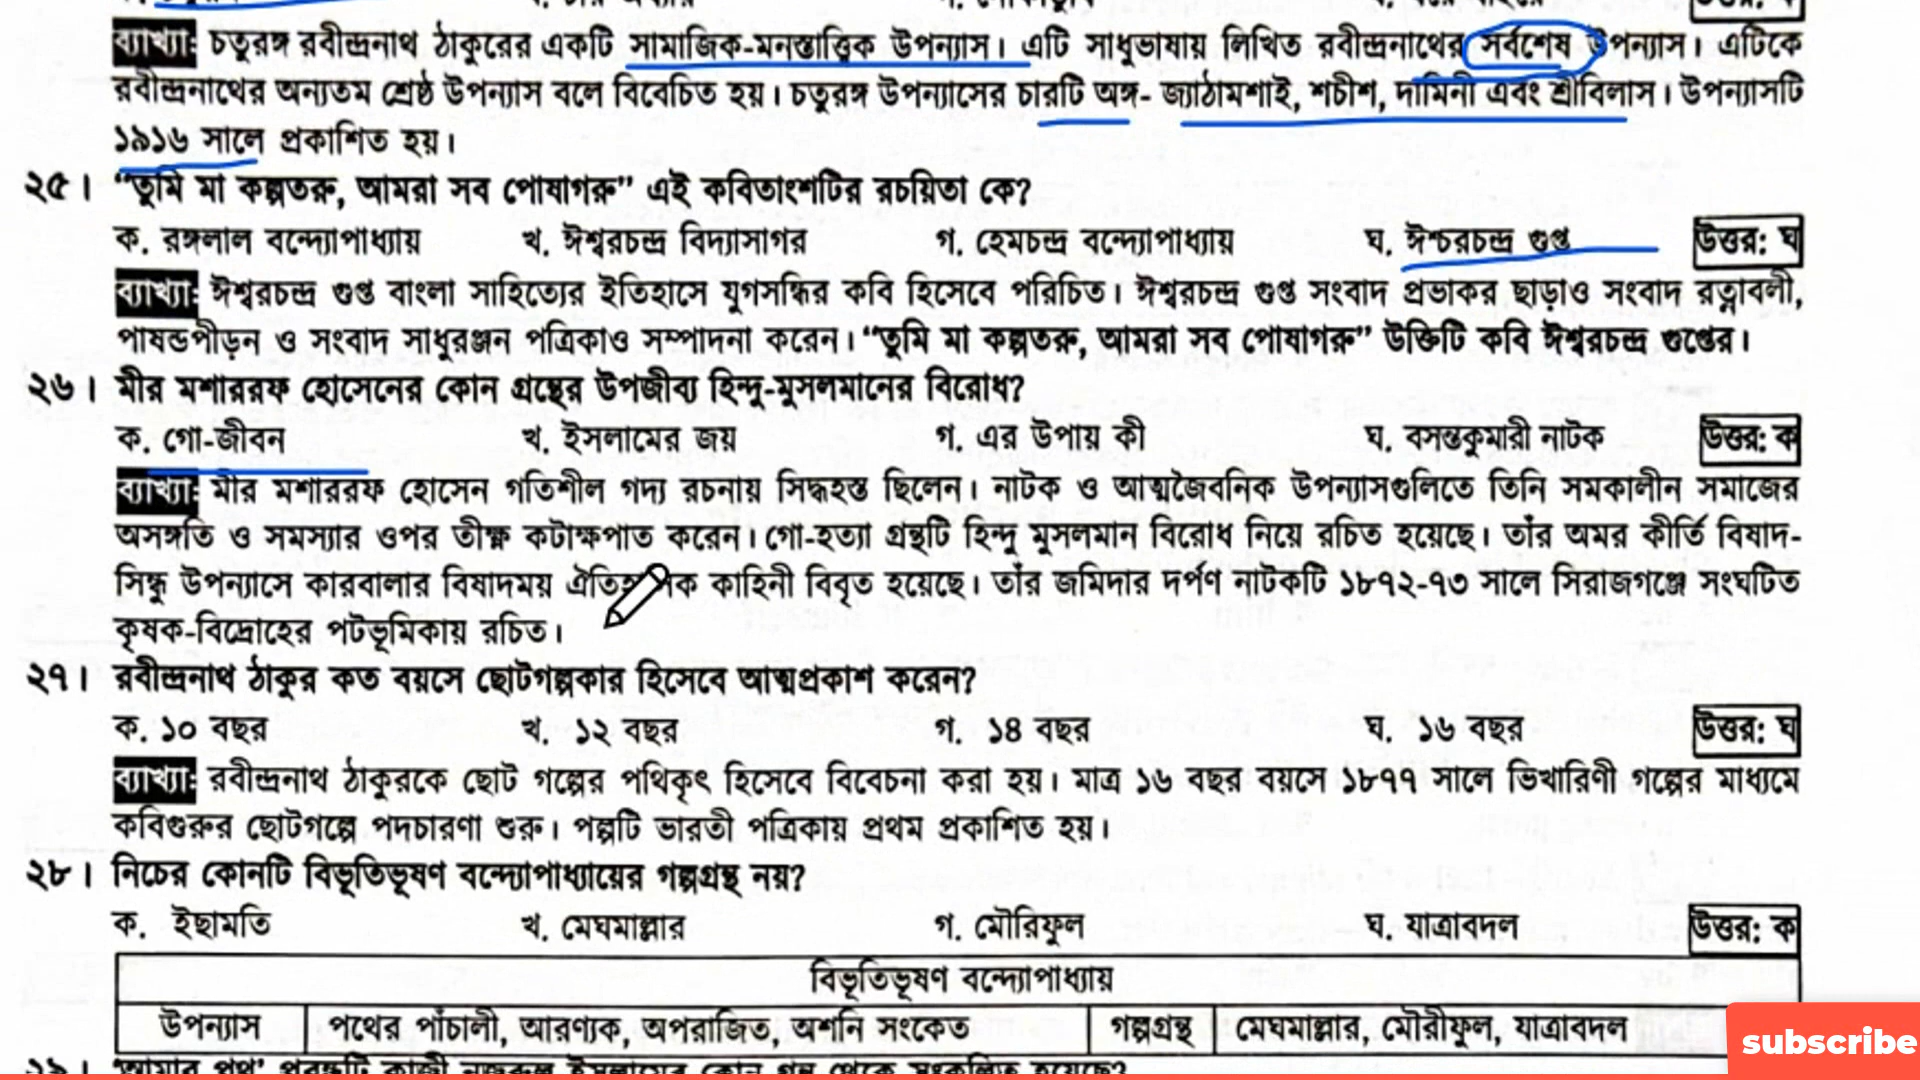 ব্যাখ্যা: চতুরঙ্গ রবীন্দ্রনাথ ঠাকুরের একটি সামাজিক-মনস্তাত্ত্বিক উপন্যাস। এটি সাধুভাষায় লিখিত রবীন্দ্রনাথের সর্বশেষ উপন্যাস। এটিকে
রবীন্দ্রনাথের অন্যতম শ্রেষ্ঠ উপন্যাস বলে বিবেচিত হয়। চতুরঙ্গ উপন্যাসের চারটি অঙ্গ- জ্যাঠামশাই, শচীশ, দামিনী এবং শ্রীবিলাস। উপন্যাসটি
১৯১৬ সালে প্রকাশিত হয়।
২৫। “তুমি মা কল্পতরু, আমরা সব পোষাগরু” এই কবিতাংশটির রচয়িতা কে?
ক. রঙ্গলাল বন্দ্যোপাধ্যায় খ. ঈশ্বরচন্দ্র বিদ্যাসাগর গ. হেমচন্দ্র বন্দ্যোপাধ্যায় ঘ. ঈশ্চরচন্দ্র গুপ্ত উত্তর: ঘ
ব্যাখ্যা: ঈশ্বরচন্দ্র গুপ্ত বাংলা সাহিত্যের ইতিহাসে যুগসন্ধির কবি হিসেবে পরিচিত। ঈশ্বরচন্দ্র গুপ্ত সংবাদ প্রভাকর ছাড়াও সংবাদ রত্নাবলী,
পাষন্ডপীড়ন ও সংবাদ সাধুরঞ্জন পত্রিকাও সম্পাদনা করেন। “তুমি মা কল্পতরু, আমরা সব পোষাগরু” উক্তিটি কবি ঈশ্বরচন্দ্র গুপ্তের।
২৬। মীর মশাররফ হোসেনের কোন গ্রন্থের উপজীব্য হিন্দু-মুসলমানের বিরোধ?
ক. গো-জীবন খ. ইসলামের জয় গ. এর উপায় কী ঘ. বসন্তকুমারী নাটক উত্তর: ক
ব্যাখ্যা: মীর মশাররফ হোসেন গতিশীল গদ্য রচনায় সিদ্ধহস্ত ছিলেন। নাটক ও আত্মজৈবনিক উপন্যাসগুলিতে তিনি সমকালীন সমাজের
অসঙ্গতি ও সমস্যার ওপর তীক্ষ্ণ কটাক্ষপাত করেন। গো-হত্যা গ্রন্থটি হিন্দু মুসলমান বিরোধ নিয়ে রচিত হয়েছে। তাঁর অমর কীর্তি বিষাদ-
সিন্ধু উপন্যাসে কারবালার বিষাদময় কাহিনী বিবৃত হয়েছে। তাঁর জমিদার দর্পণ নাটকটি ১৮৭২-৭৩ সালে সিরাজগঞ্জে সংঘটিত
কৃষক-বিদ্রোহের পটভূমিকায় রচিত।
২৭। রবীন্দ্রনাথ ঠাকুর কত বয়সে ছোটগল্পকার হিসেবে আত্মপ্রকাশ করেন?
ক. ১০ বছর খ. ১২ বছর গ. ১৪ বছর ঘ. ১৬ বছর উত্তর: ঘ
ব্যাখ্যা: রবীন্দ্রনাথ ঠাকুরকে ছোট গল্পের পথিকৃৎ হিসেবে বিবেচনা করা হয়। মাত্র ১৬ বছর বয়সে ১৮৭৭ সালে ভিখারিণী গল্পের মাধ্যমে
কবিগুরুর ছোটগল্পে পদচারণা শুরু। পল্পটি ভারতী পত্রিকায় প্রথম প্রকাশিত হয়।
২৮। নিচের কোনটি বিভূতিভূষণ বন্দ্যোপাধ্যায়ের গল্পগ্রন্থ নয়?
ক. ইছামতি খ. মেঘমাল্লার গ. মৌরিফুল ঘ. যাত্রাবদল উত্তর: ক
বিভূতিভূষণ বন্দ্যোপাধ্যায়
উপন্যাস পথের পাঁচালী, আরণ্যক, অপরাজিত, অশনি সংকেত গল্পগ্রন্থ মেঘমাল্লার, মৌরীফুল, যাত্রাবদল
subscribe